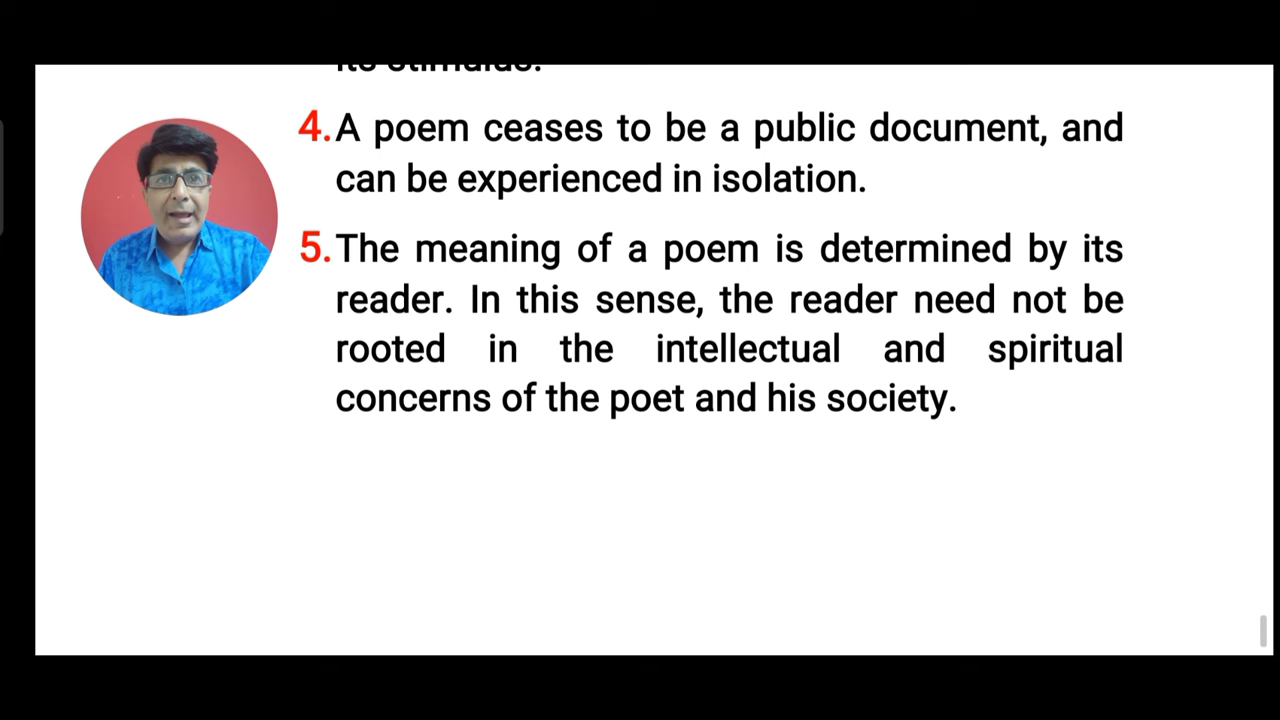 its stimulus.
4. A poem ceases to be a public document, and
can be experienced in isolation.
5. The meaning of a poem is determined by its
reader. In this sense, the reader need not be
rooted in the intellectual and spiritual
concerns of the poet and his society.